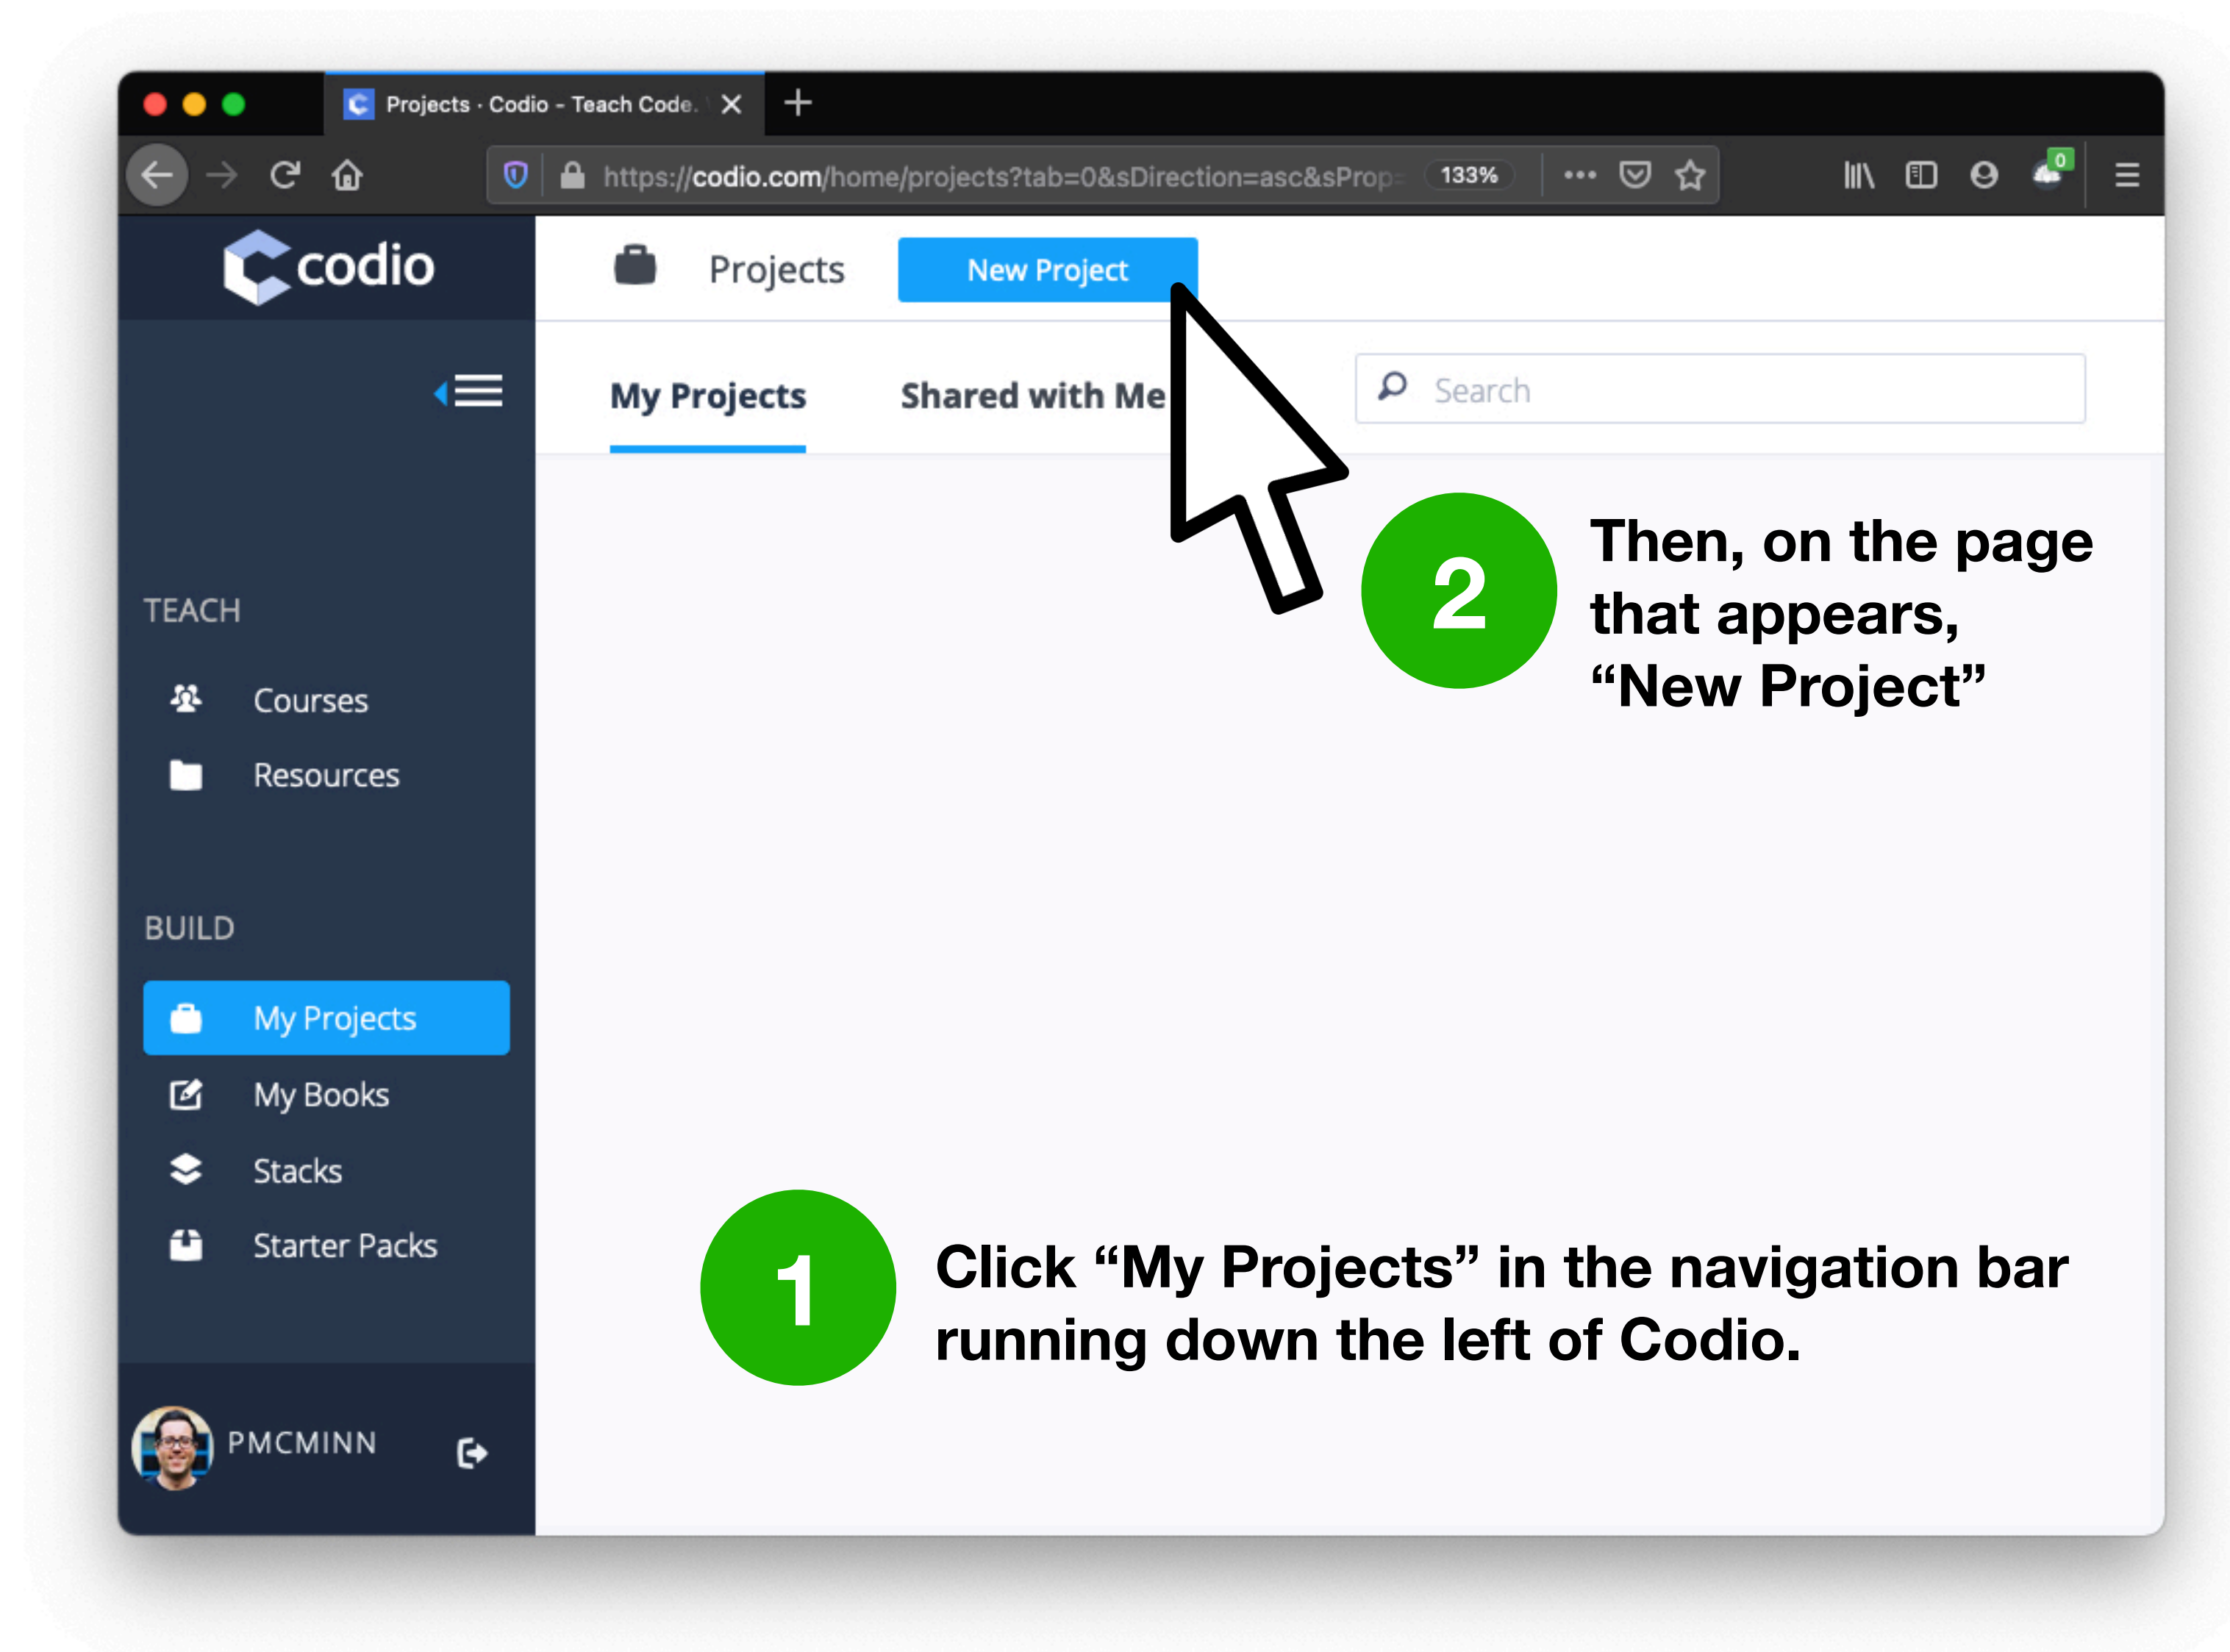 Projects · Codio - Teach Code.
https://codio.com/home/projects?tab=0&sDirection=asc&sProp=
133%
0
codio
Projects
New Project
My Projects
Shared with Me
Search
2
Then, on the page
that appears,
“New Project”
TEACH
Courses
Resources
BUILD
My Projects
My Books
Stacks
Starter Packs
1
Click “My Projects” in the navigation bar
running down the left of Codio.
PMCMINN